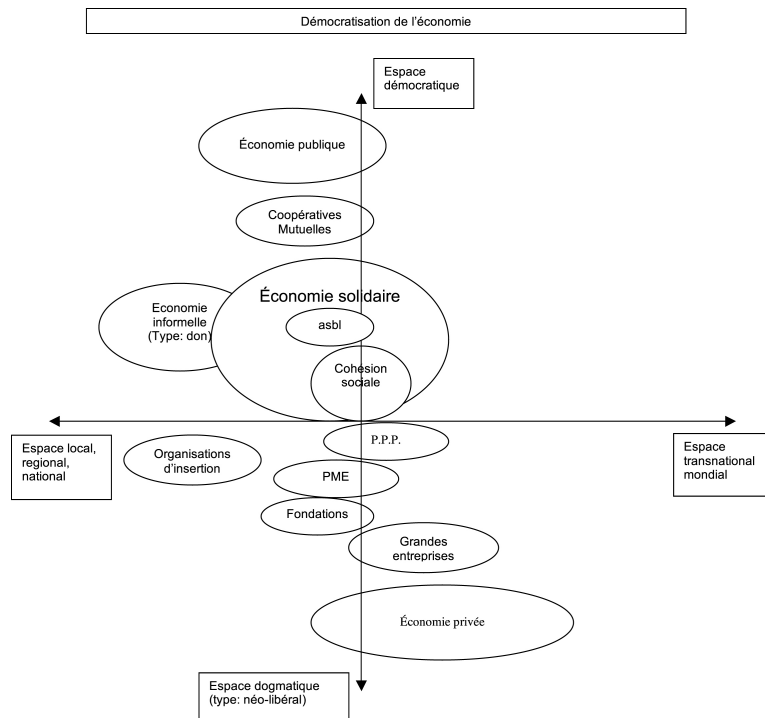 Démocratisation de l'économie
Espace
démocratique
Économie publique
Coopératives
Mutuelles
Économie solidaire
Economie
informelle
(Type: don)
asbl
Cohésion
sociale
Espace local,
regional,
national
Organisations
d'insertion
P.P.P.
Espace
transnational
mondial
PME
Fondations
Grandes
entreprises
Économie privée
Espace dogmatique
(type: néo-libéral)